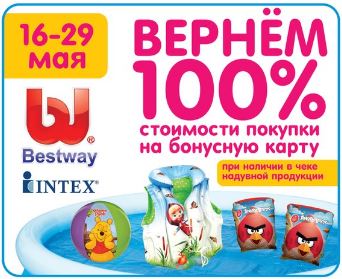 16-29
мая
ВЕРНЁМ
100%
стоимости покупки
на бонусную карту
при наличии в чеке
надувной продукции
®
Bestway
INTEX®